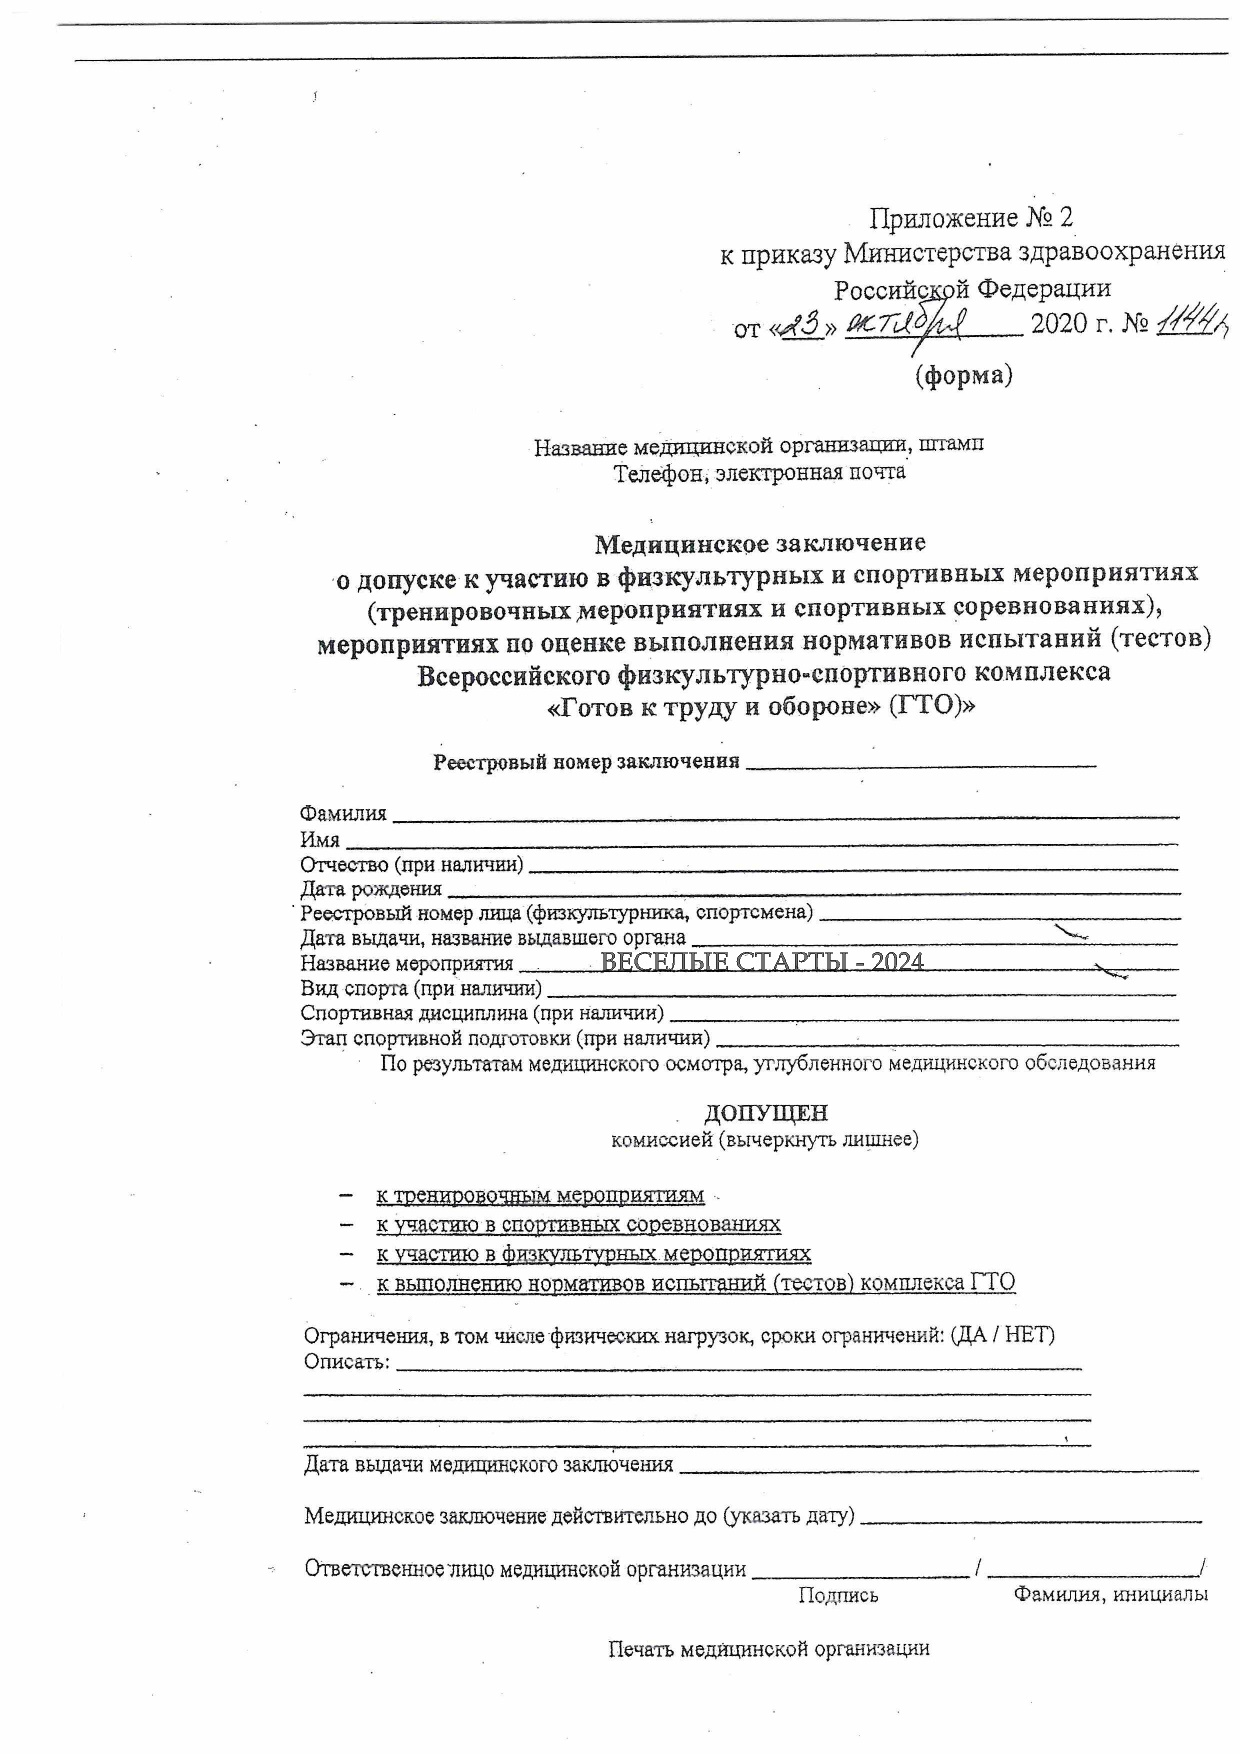 Приложение № 2
к приказу Министерства здравоохранения
Российской Федерации
от «23» октября 2020 г. № 1144н
(форма)
Название медицинской организации, штамп
Телефон, электронная почта
Медицинское заключение
о допуске к участию в физкультурных и спортивных мероприятиях
(тренировочных мероприятиях и спортивных соревнованиях),
мероприятиях по оценке выполнения нормативов испытаний (тестов)
Всероссийского физкультурно-спортивного комплекса
«Готов к труду и обороне» (ГТО)»
Реестровый номер заключения
Фамилия
Имя
Отчество (при наличии)
Дата рождения
Реестровый номер лица (физкультурника, спортсмена)
Дата выдачи, название выдавшего органа
Название мероприятия ВЕСЕЛЫЕ СТАРТЫ - 2024
Вид спорта (при наличии)
Спортивная дисциплина (при наличии)
Этап спортивной подготовки (при наличии)
По результатам медицинского осмотра, углубленного медицинского обследования
ДОПУЩЕН
комиссией (вычеркнуть лишнее)
– к тренировочным мероприятиям
– к участию в спортивных соревнованиях
– к участию в физкультурных мероприятиях
– к выполнению нормативов испытаний (тестов) комплекса ГТО
Ограничения, в том числе физических нагрузок, сроки ограничений: (ДА / НЕТ)
Описать:
Дата выдачи медицинского заключения
Медицинское заключение действительно до (указать дату)
Ответственное лицо медицинской организации / /
Подпись Фамилия, инициалы
Печать медицинской организации